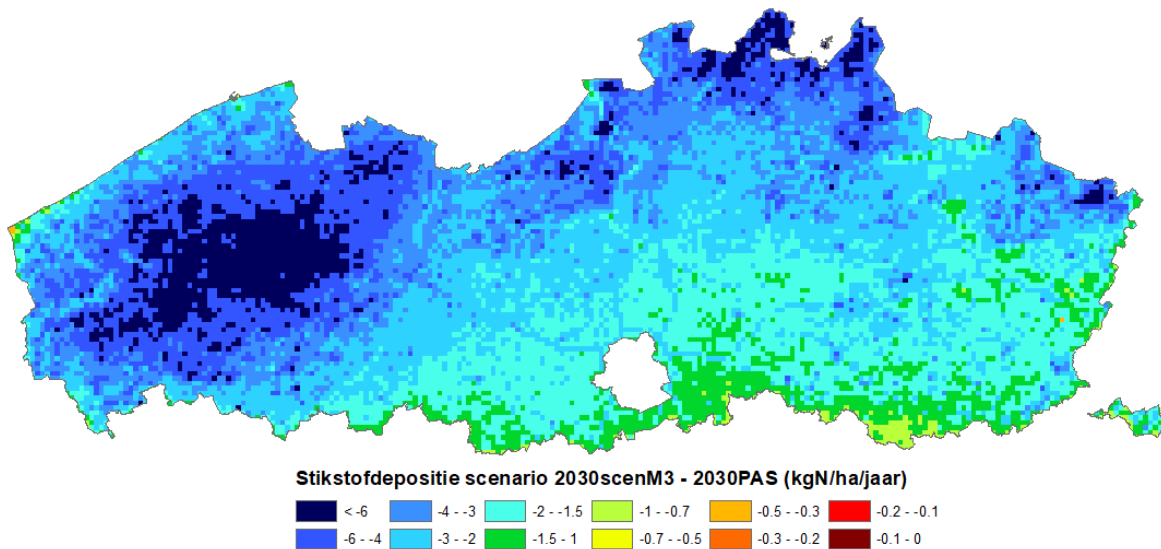 Stikstofdepositie scenario 2030scenM3 - 2030PAS (kgN/ha/jaar)
< -6 -4 - -3 -2 - -1.5 -1 - -0.7 -0.5 - -0.3 -0.2 - -0.1
-6 - -4 -3 - -2 -1.5 - 1 -0.7 - -0.5 -0.3 - -0.2 -0.1 - 0